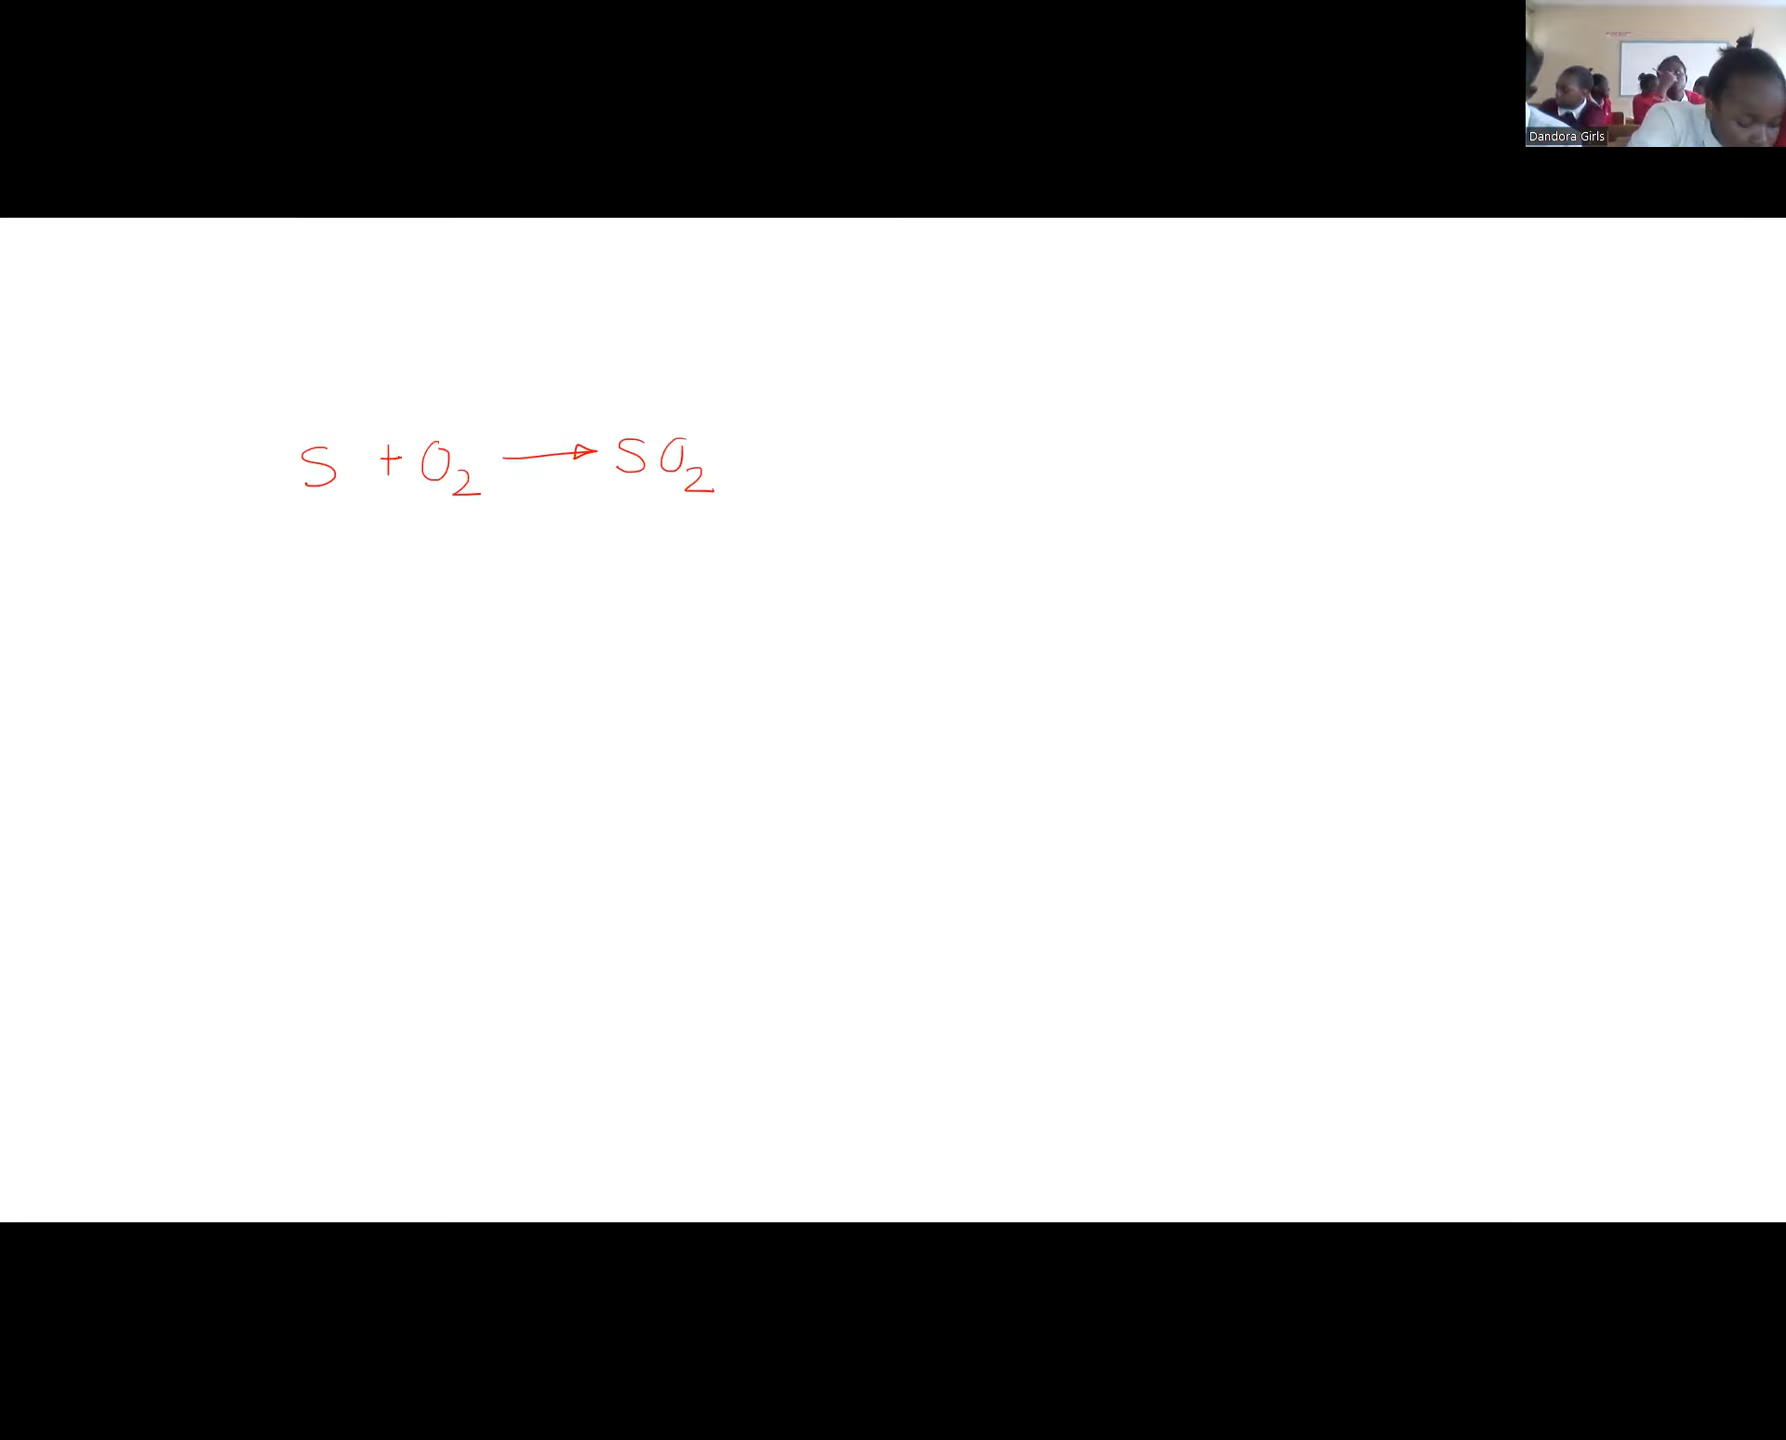 Dandora Girls
S + O₂ → SO₂